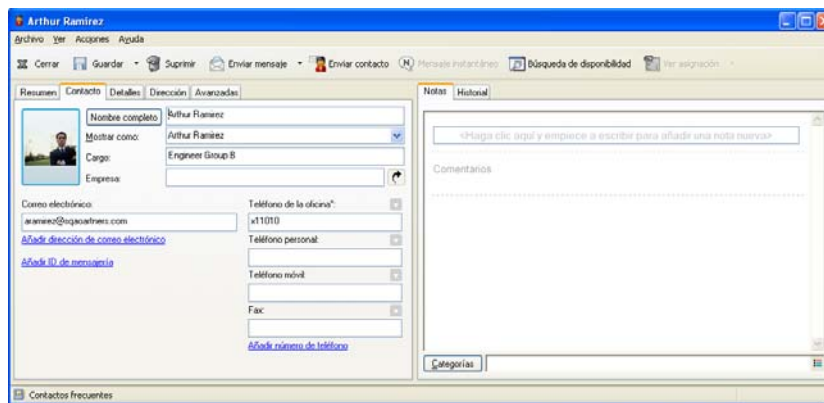 Arthur Ramirez
Archivo Ver Acciones Ayuda
Cerrar Guardar Suprimir Enviar mensaje Enviar contacto Mensaje instantáneo Búsqueda de disponibilidad Ver asignación
Resumen Contacto Detalles Dirección Avanzadas
Notas Historial
Nombre completo Arthur Ramirez
Mostrar como: Arthur Ramirez
Cargo: Engineer Group B
Empresa:
Correo electrónico: Teléfono de la oficina*:
x11010
Añadir dirección de correo electrónico Teléfono personal:
Añadir ID de mensajería
Teléfono móvil:
Fax:
Añadir número de teléfono
<Haga clic aquí y empiece a escribir para añadir una nota nueva>
Comentarios
Categorías
Contactos frecuentes